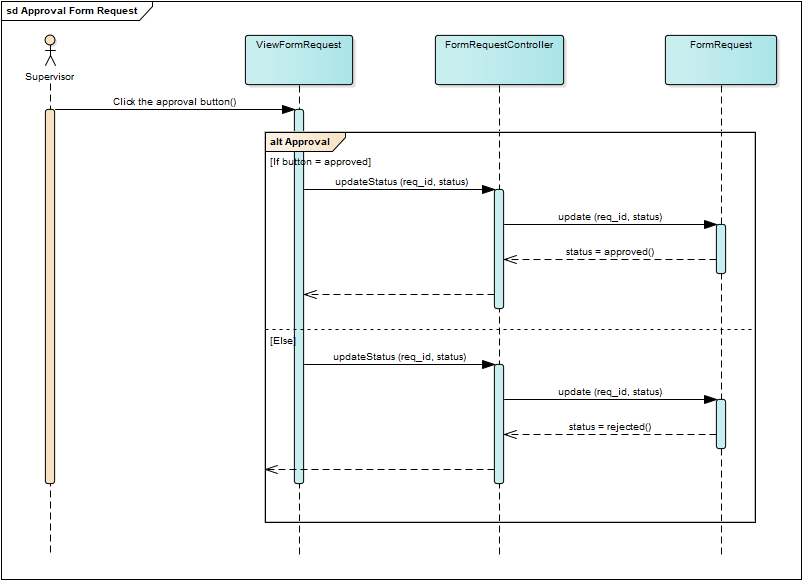 sd Approval Form Request
Supervisor
ViewFormRequest
FormRequestController
FormRequest
Click the approval button()
alt Approval
[If button = approved]
updateStatus (req_id, status)
update (req_id, status)
status = approved()
[Else]
updateStatus (req_id, status)
update (req_id, status)
status = rejected()